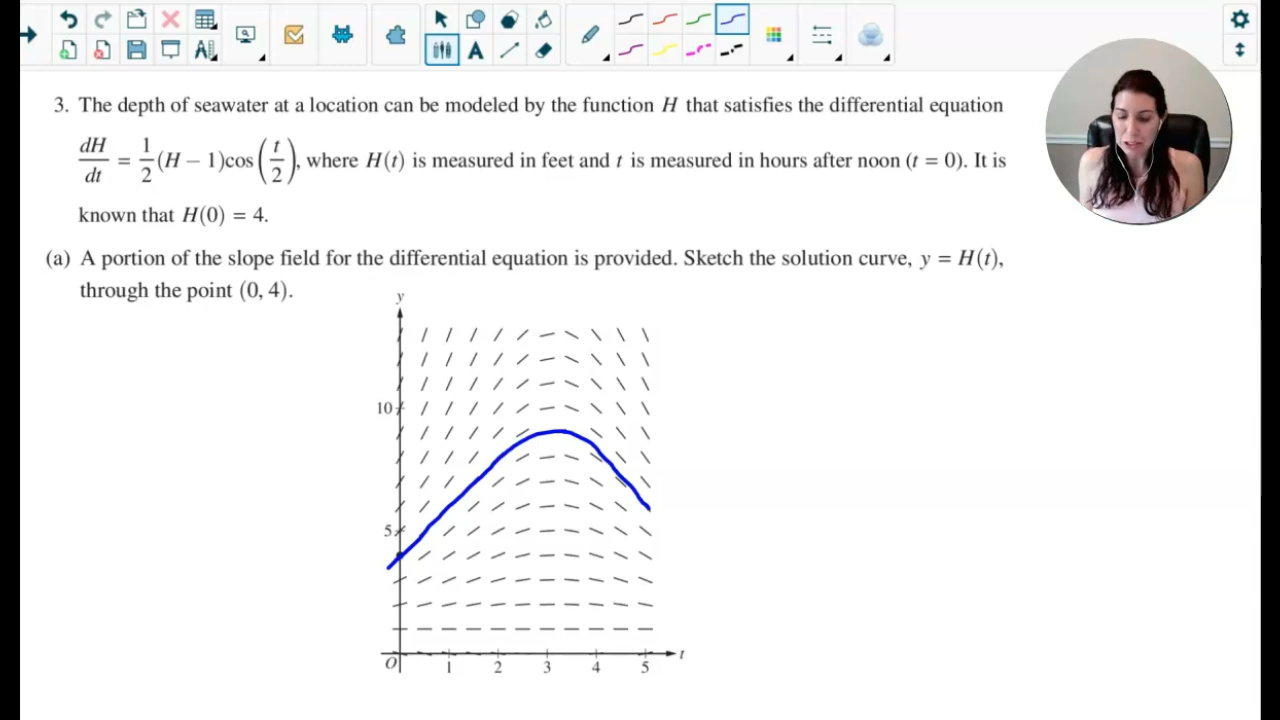 3. The depth of seawater at a location can be modeled by the function H that satisfies the differential equation
dH/dt = 1/2 (H − 1)cos(t/2), where H(t) is measured in feet and t is measured in hours after noon (t = 0). It is
known that H(0) = 4.
(a) A portion of the slope field for the differential equation is provided. Sketch the solution curve, y = H(t),
through the point (0, 4).
y
10
5
O 1 2 3 4 5 t